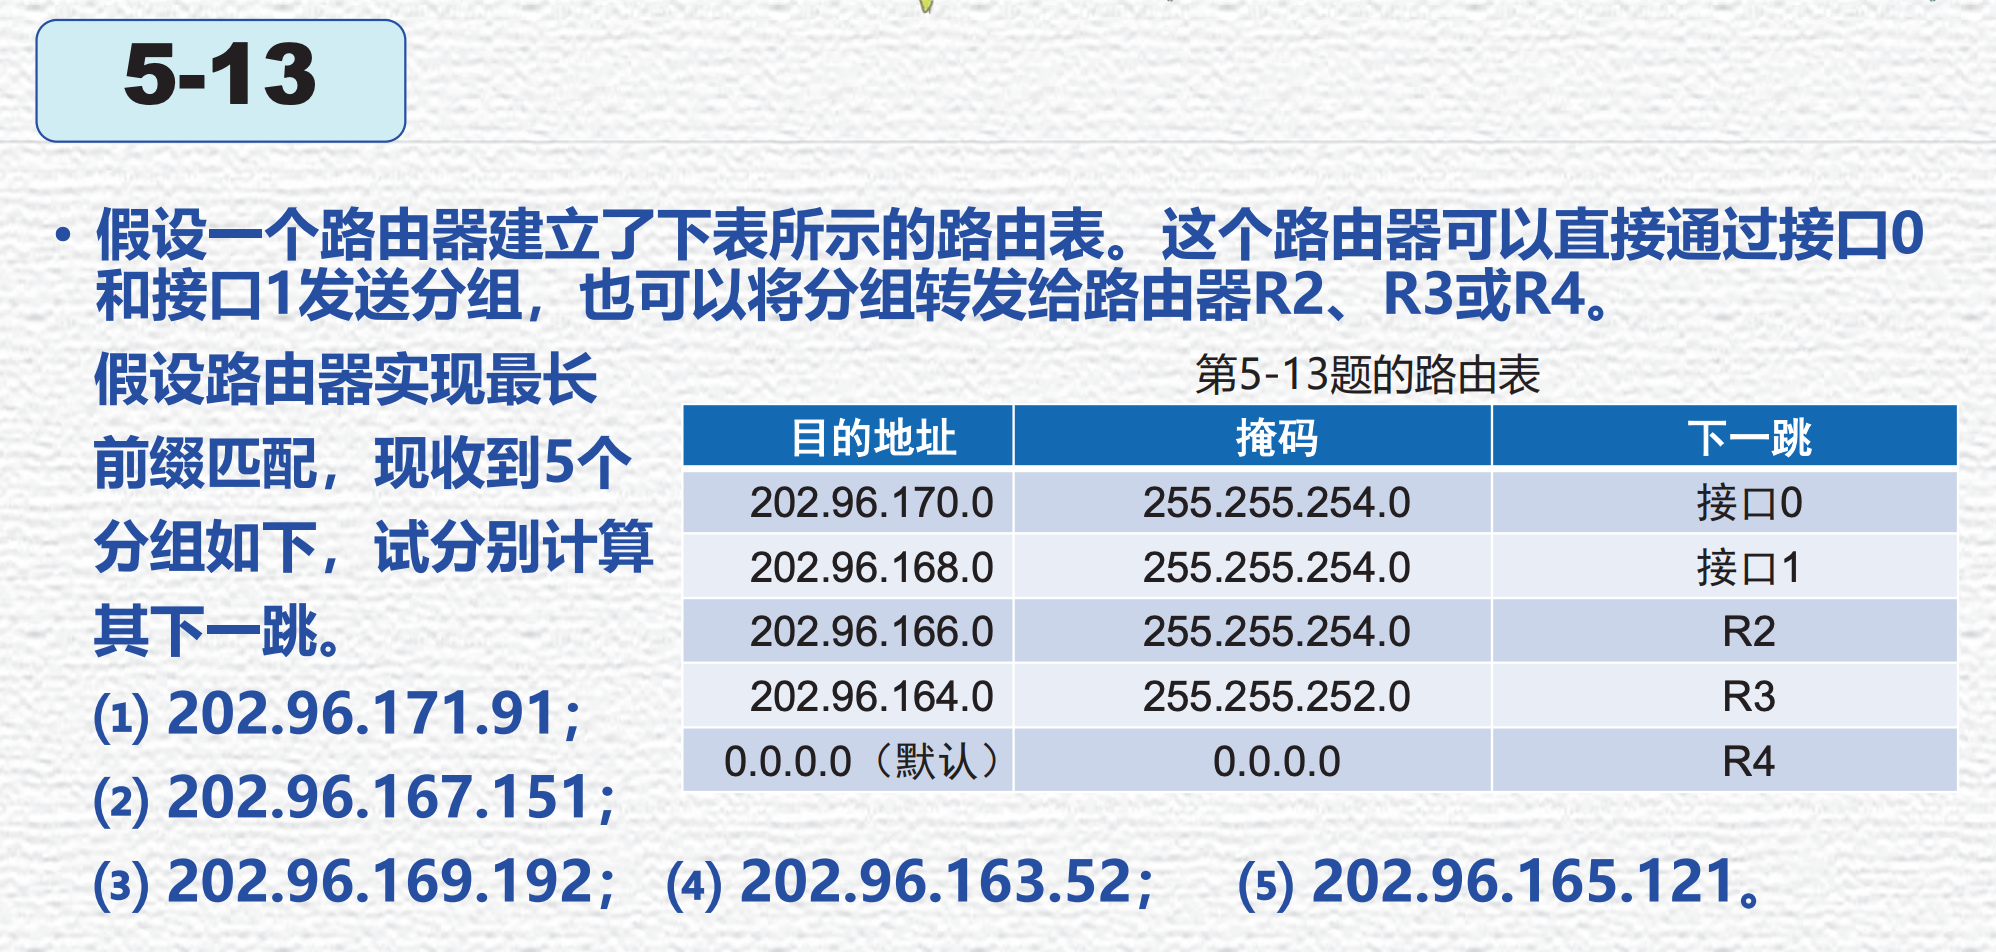 5-13
• 假设一个路由器建立了下表所示的路由表。这个路由器可以直接通过接口0
和接口1发送分组，也可以将分组转发给路由器R2、R3或R4。
假设路由器实现最长
前缀匹配，现收到5个
分组如下，试分别计算
其下一跳。
(1) 202.96.171.91；
(2) 202.96.167.151；
(3) 202.96.169.192； (4) 202.96.163.52； (5) 202.96.165.121。
第5-13题的路由表
目的地址 掩码 下一跳
202.96.170.0 255.255.254.0 接口0
202.96.168.0 255.255.254.0 接口1
202.96.166.0 255.255.254.0 R2
202.96.164.0 255.255.252.0 R3
0.0.0.0（默认） 0.0.0.0 R4